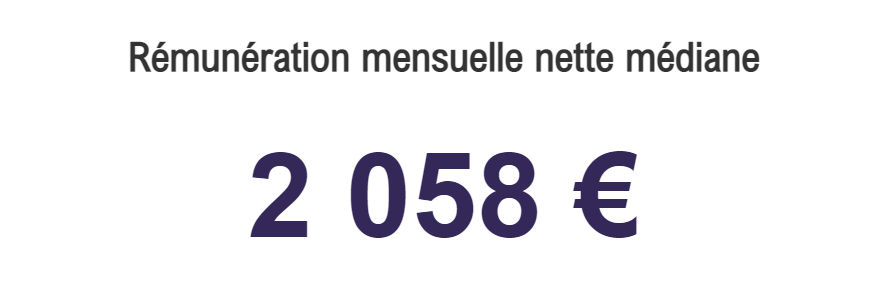 Rémunération mensuelle nette médiane
2 058 €